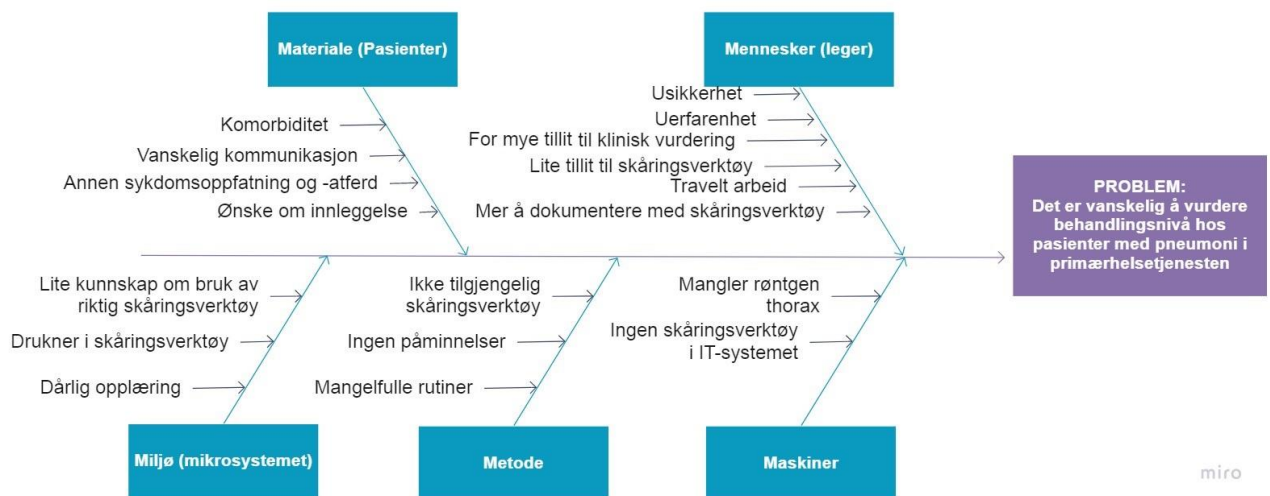 Materiale (Pasienter)
Komorbiditet
Vanskelig kommunikasjon
Annen sykdomsoppfatning og -atferd
Ønske om innleggelse
Mennesker (leger)
Usikkerhet
Uerfarenhet
For mye tillit til klinisk vurdering
Lite tillit til skåringsverktøy
Travelt arbeid
Mer å dokumentere med skåringsverktøy
PROBLEM:
Det er vanskelig å vurdere
behandlingsnivå hos
pasienter med pneumoni i
primærhelsetjenesten
Lite kunnskap om bruk av
riktig skåringsverktøy
Drukner i skåringsverktøy
Dårlig opplæring
Miljø (mikrosystemet)
Ikke tilgjengelig
skåringsverktøy
Ingen påminnelser
Mangelfulle rutiner
Metode
Mangler røntgen
thorax
Ingen skåringsverktøy
i IT-systemet
Maskiner
miro